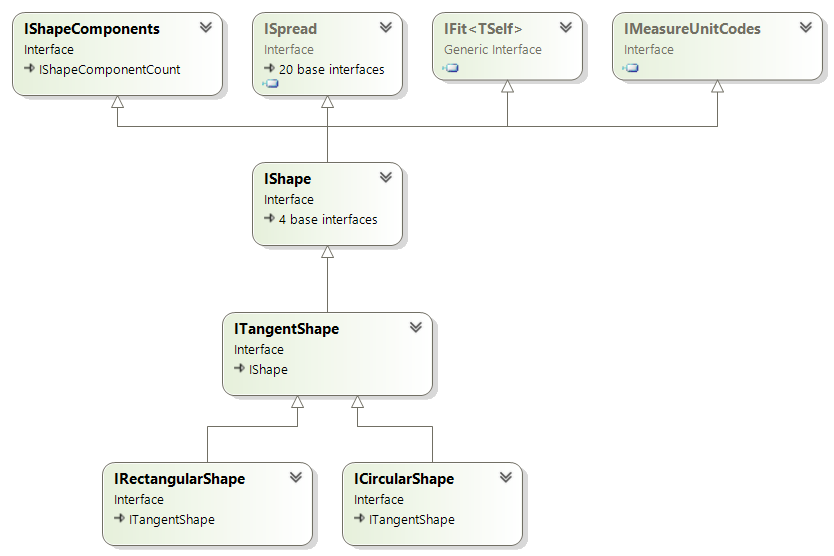 IShapeComponents
Interface
IShapeComponentCount
ISpread
Interface
20 base interfaces
IFit<TSelf>
Generic Interface
IMeasureUnitCodes
Interface
IShape
Interface
4 base interfaces
ITangentShape
Interface
IShape
IRectangularShape
Interface
ITangentShape
ICircularShape
Interface
ITangentShape